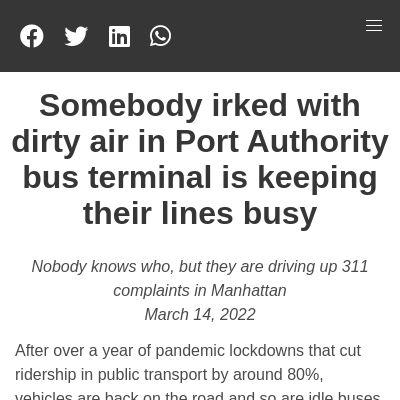 Somebody irked with
dirty air in Port Authority
bus terminal is keeping
their lines busy
Nobody knows who, but they are driving up 311
complaints in Manhattan
March 14, 2022
After over a year of pandemic lockdowns that cut
ridership in public transport by around 80%,
vehicles are back on the road and so are idle buses